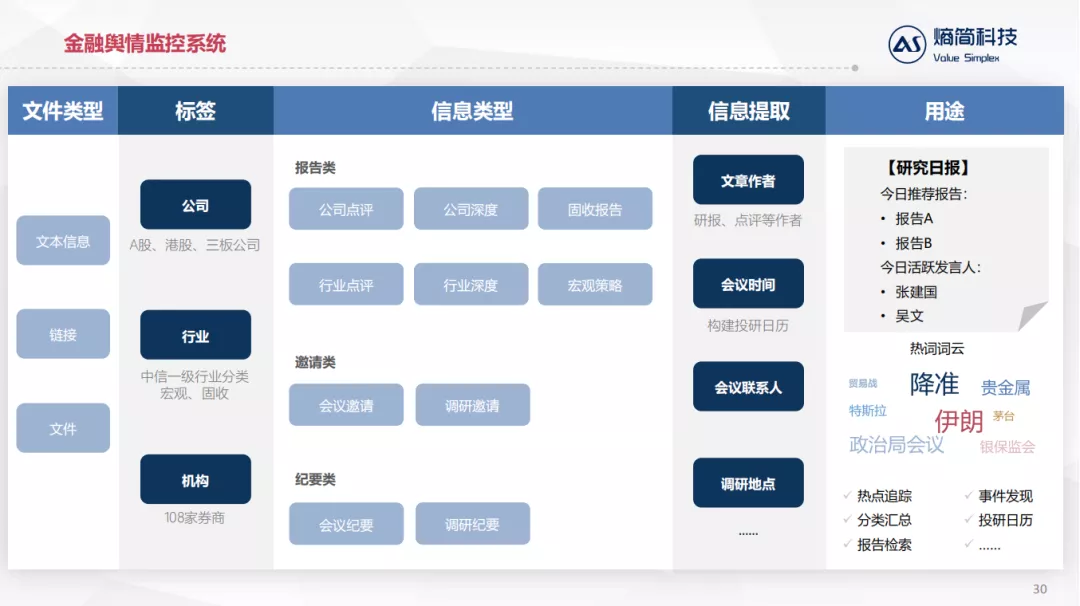 金融舆情监控系统
熵简科技
Value Simplex
文件类型
标签
信息类型
信息提取
用途
文本信息
链接
文件
公司
A股、港股、三板公司
行业
中信一级行业分类
宏观、固收
机构
108家券商
报告类
公司点评
公司深度
固收报告
行业点评
行业深度
宏观策略
邀请类
会议邀请
调研邀请
纪要类
会议纪要
调研纪要
文章作者
研报、点评等作者
会议时间
构建投研日历
会议联系人
调研地点
......
【研究日报】
今日推荐报告：
• 报告A
• 报告B
今日活跃发言人：
• 张建国
• 吴文
热词词云
贸易战
降准
贵金属
特斯拉
伊朗
茅台
政治局会议
银保监会
✓ 热点追踪
✓ 事件发现
✓ 分类汇总
✓ 投研日历
✓ 报告检索
✓ ......
30